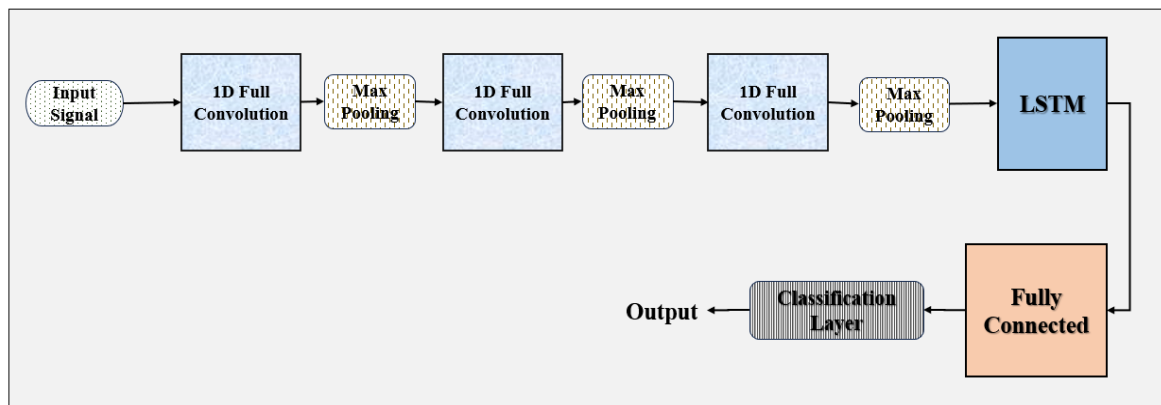 Input
Signal
1D Full
Convolution
Max
Pooling
1D Full
Convolution
Max
Pooling
1D Full
Convolution
Max
Pooling
LSTM
Fully
Connected
Classification
Layer
Output